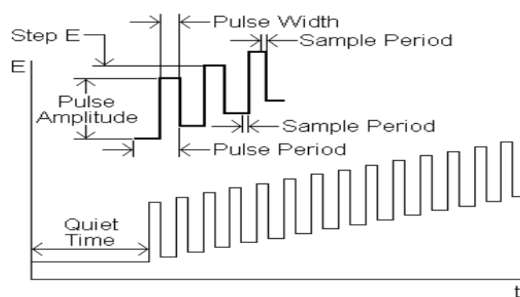 Pulse Width
Step E
Sample Period
E
Pulse
Amplitude
Sample Period
Pulse Period
Quiet
Time
t